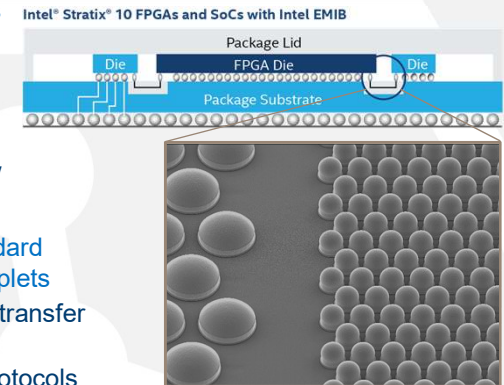 Intel® Stratix® 10 FPGAs and SoCs with Intel EMIB
Package Lid
Die FPGA Die Die
Package Substrate
dard
plets
transfer
otocols